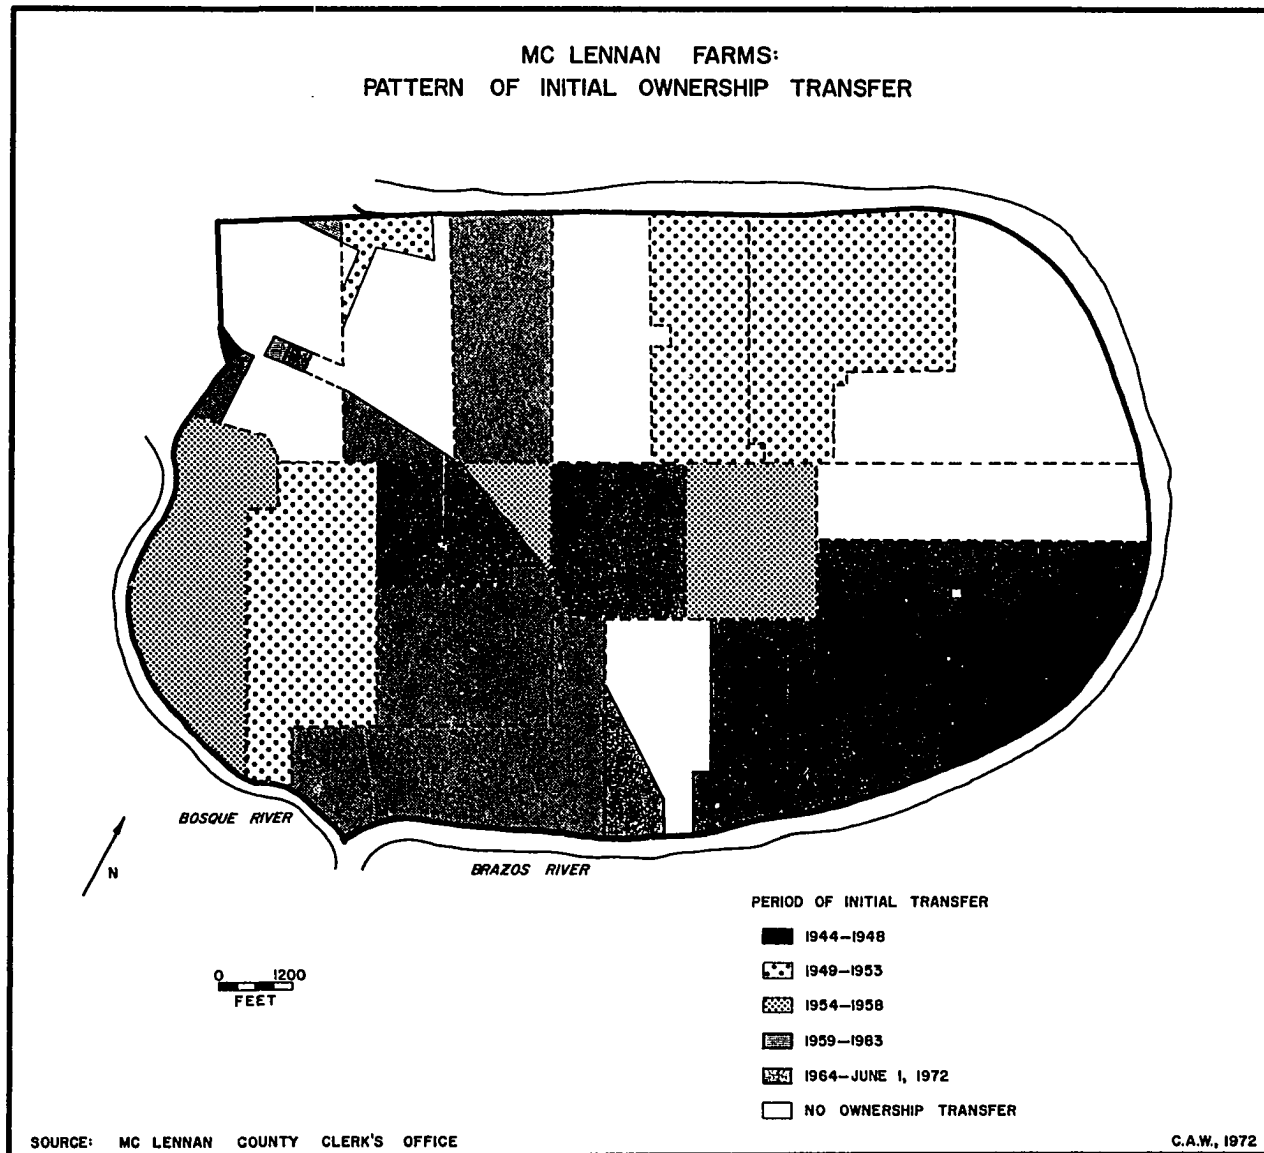 MC LENNAN FARMS:
PATTERN OF INITIAL OWNERSHIP TRANSFER
BOSQUE RIVER
N
BRAZOS RIVER
PERIOD OF INITIAL TRANSFER
1944-1948
1949-1953
1954-1958
1959-1963
1964-JUNE 1, 1972
NO OWNERSHIP TRANSFER
0 1200
FEET
SOURCE: MC LENNAN COUNTY CLERK'S OFFICE
C.A.W., 1972